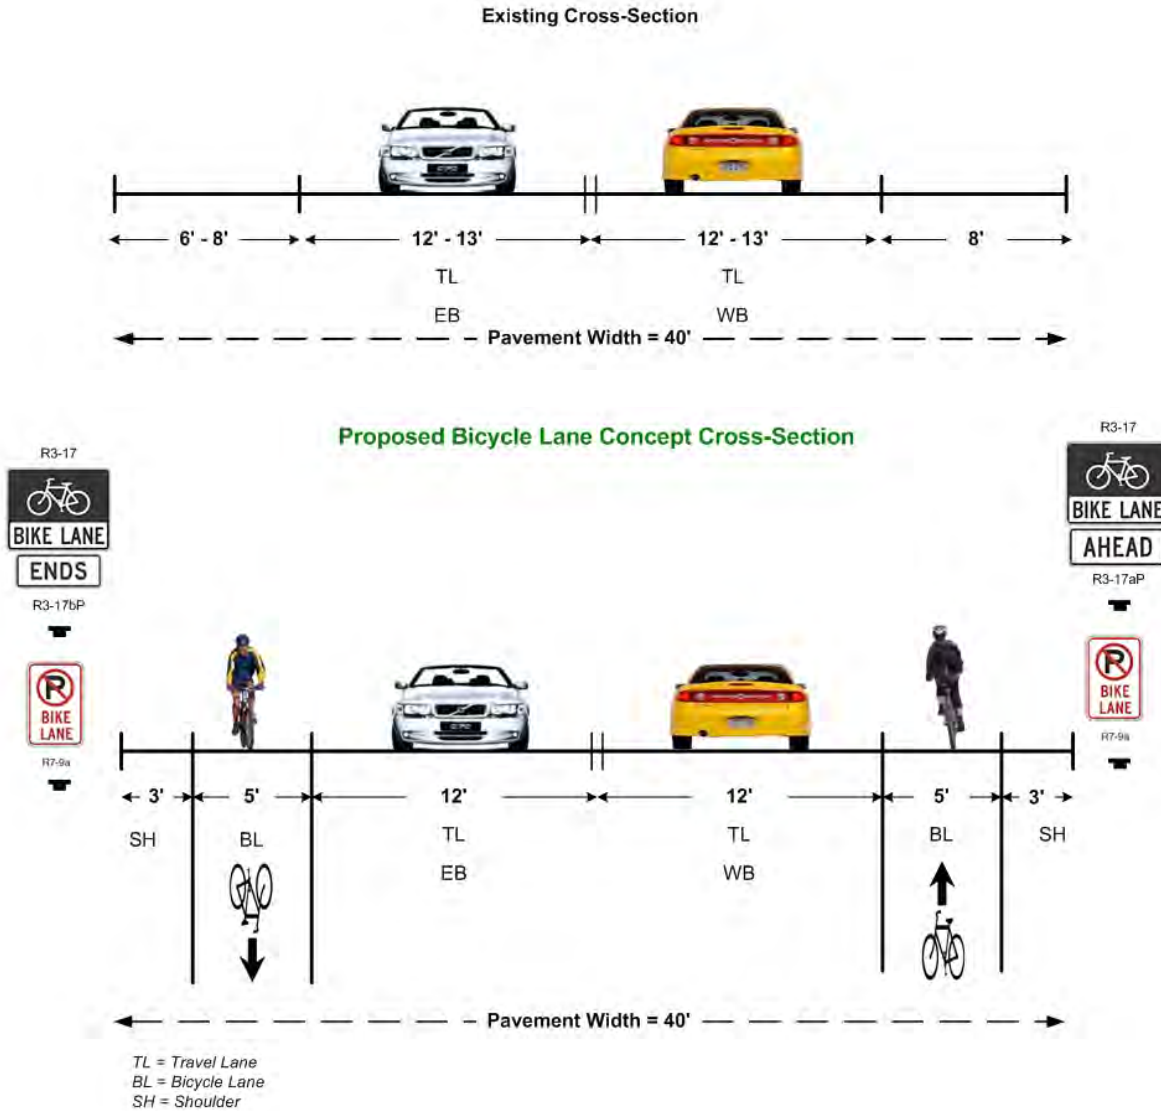 Existing Cross-Section
6' - 8' 12' - 13' 12' - 13' 8'
TL TL
EB WB
Pavement Width = 40'
Proposed Bicycle Lane Concept Cross-Section
R3-17 R3-17
BIKE LANE BIKE LANE
ENDS AHEAD
R3-17bP R3-17aP
P P
BIKE BIKE
LANE LANE
R7-9a R7-9a
3' 5' 12' 12' 5' 3'
SH BL TL TL BL SH
EB WB
Pavement Width = 40'
TL = Travel Lane
BL = Bicycle Lane
SH = Shoulder